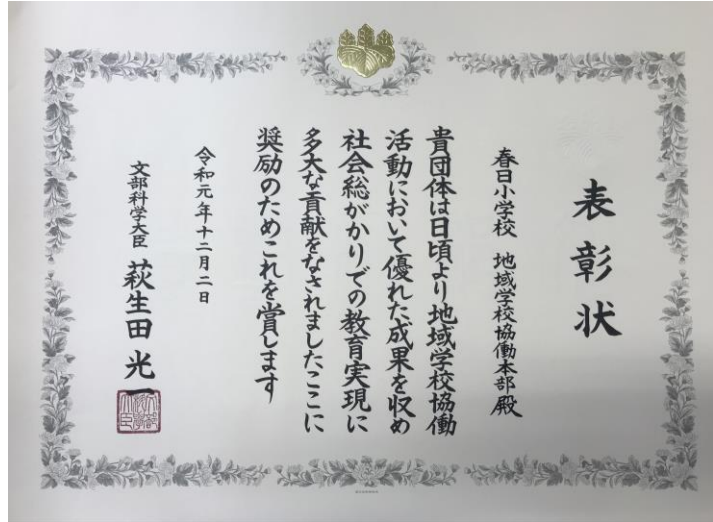 表彰状
春日小学校 地域学校協働本部殿
貴団体は日頃より地域学校協働
活動において優れた成果を収め
社会総がかりでの教育実現に
多大な貢献をなされましたここに
奨励のためこれを賞します
令和元年十二月二日
文部科学大臣 萩生田光一